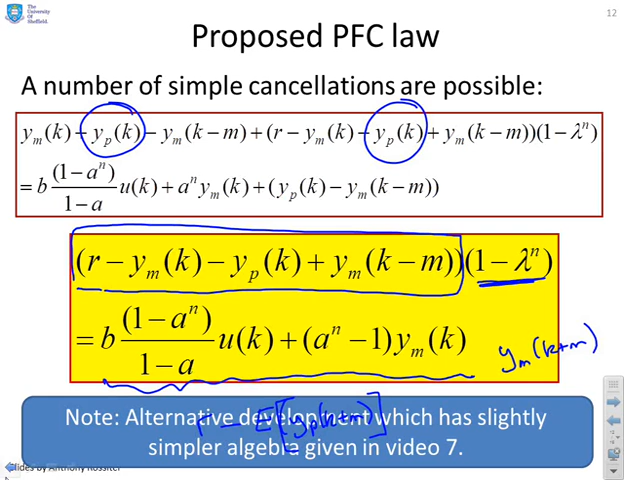 The University Of Sheffield.
12
Proposed PFC law
A number of simple cancellations are possible:
y_m(k) + y_p(k) − y_m(k − m) + (r − y_m(k) − y_p(k) + y_m(k − m))(1 − λ^n)
= b (1 − a^n)/(1 − a) u(k) + a^n y_m(k) + (y_p(k) − y_m(k − m))
(r − y_m(k) − y_p(k) + y_m(k − m))(1 − λ^n)
= b (1 − a^n)/(1 − a) u(k) + (a^n − 1) y_m(k)
y_m(k+m)
r − E[y_p(k+m)]
Note: Alternative development which has slightly
simpler algebra given in video 7.
Slides by Anthony Rossiter